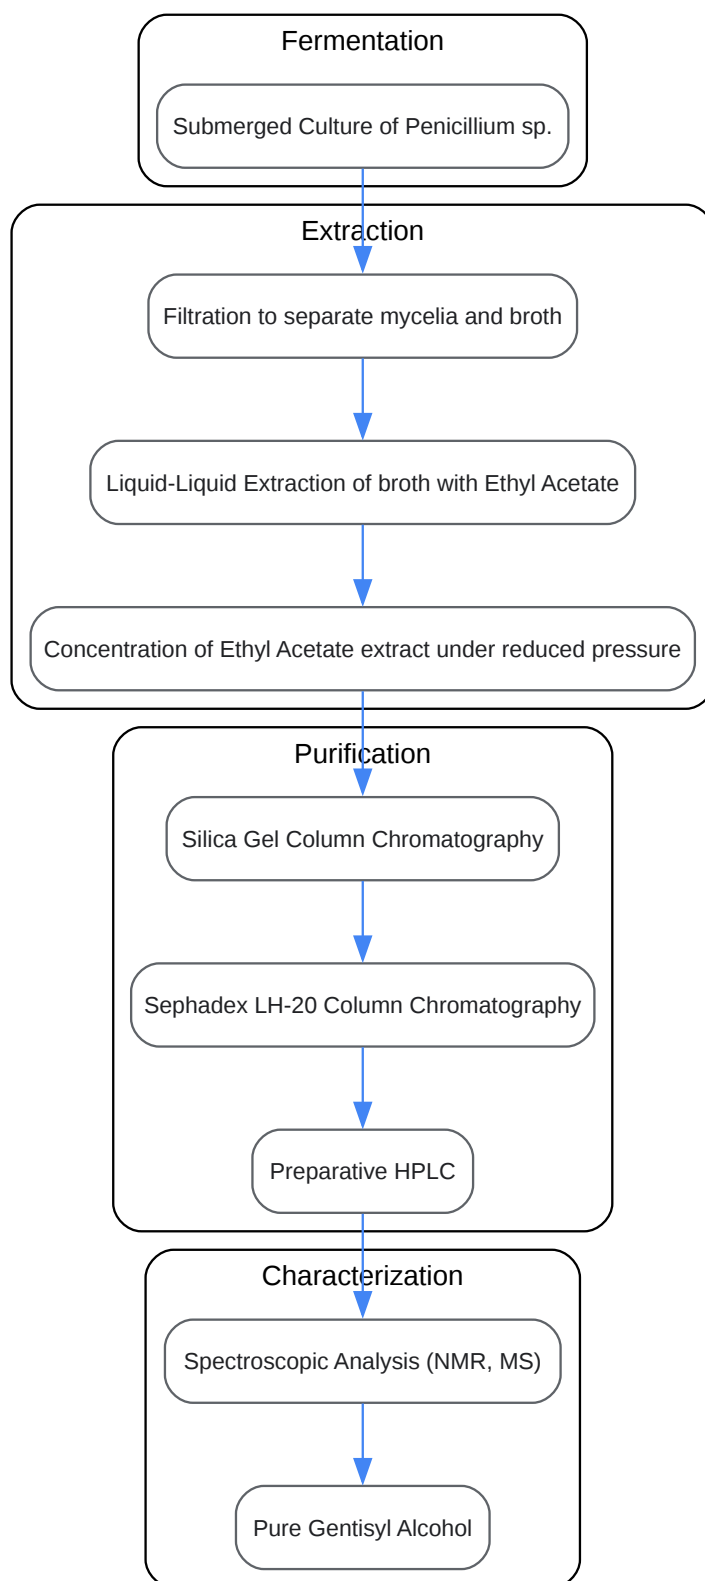 Fermentation
Submerged Culture of Penicillium sp.
Extraction
Filtration to separate mycelia and broth
Liquid-Liquid Extraction of broth with Ethyl Acetate
Concentration of Ethyl Acetate extract under reduced pressure
Purification
Silica Gel Column Chromatography
Sephadex LH-20 Column Chromatography
Preparative HPLC
Characterization
Spectroscopic Analysis (NMR, MS)
Pure Gentisyl Alcohol